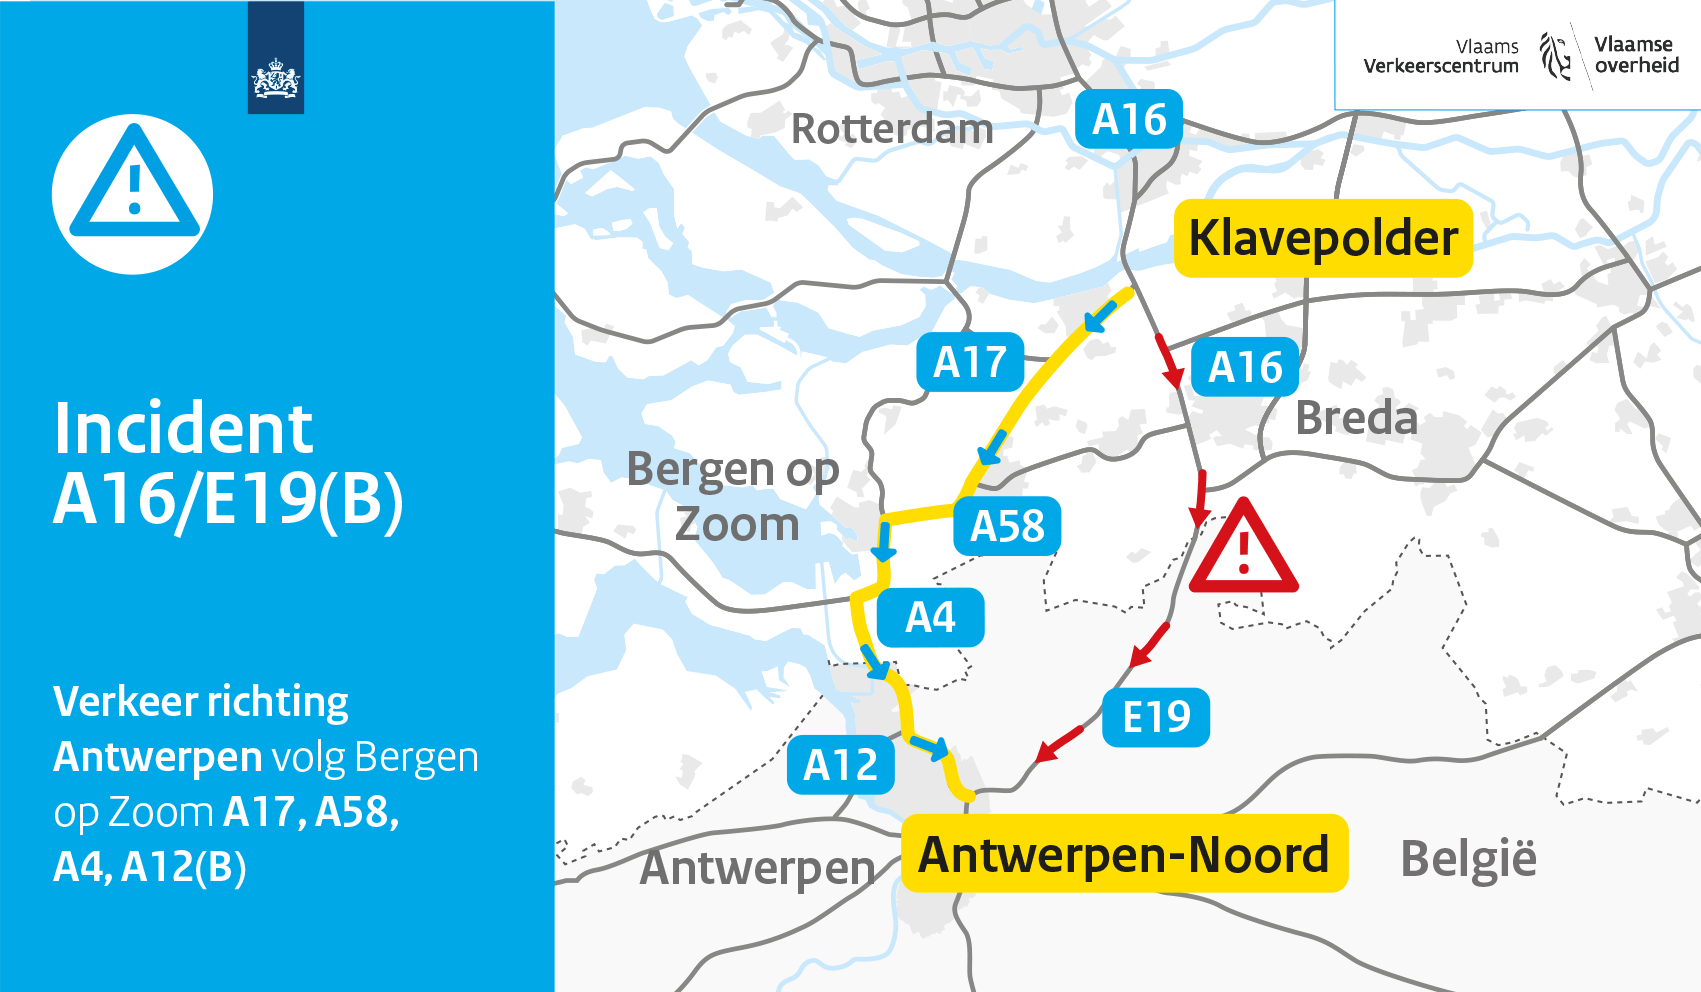 Incident
A16/E19(B)
Verkeer richting
Antwerpen volg Bergen
op Zoom A17, A58,
A4, A12(B)
Vlaams
Verkeerscentrum
Vlaamse
overheid
A16
Rotterdam
Klavepolder
A17
A16
Breda
Bergen op
Zoom
A58
A4
E19
A12
Antwerpen
Antwerpen-Noord
België